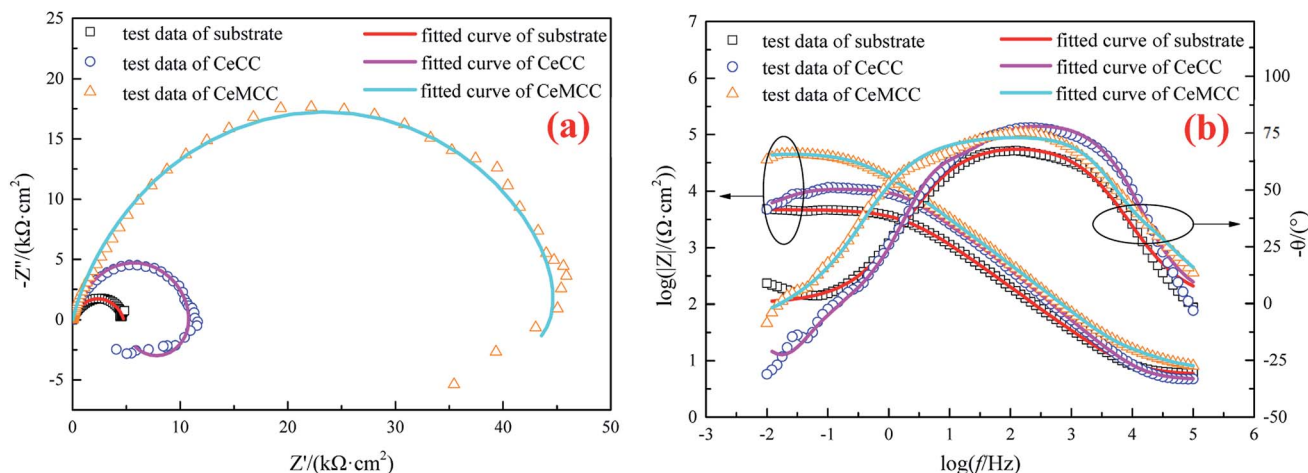 25
20
15
10
5
0
-5
-Z''/(kΩ·cm²)
test data of substrate
test data of CeCC
test data of CeMCC
fitted curve of substrate
fitted curve of CeCC
fitted curve of CeMCC
(a)
0 10 20 30 40 50
Z'/(kΩ·cm²)
7
6
5
4
3
2
1
0
log(|Z|/(Ω·cm²))
test data of substrate
test data of CeCC
test data of CeMCC
fitted curve of substrate
fitted curve of CeCC
fitted curve of CeMCC
(b)
100
75
50
25
0
-25
-50
-θ/(°)
-3 -2 -1 0 1 2 3 4 5 6
log(f/Hz)